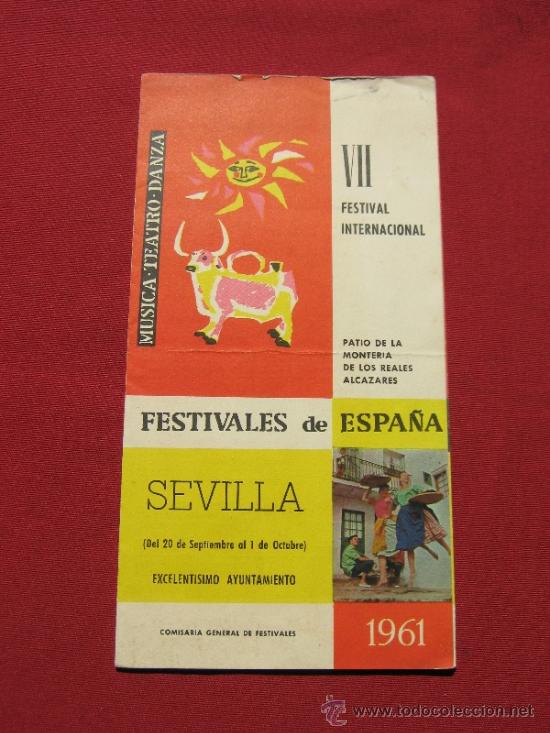 MUSICA·TEATRO·DANZA
VII
FESTIVAL
INTERNACIONAL
PATIO DE LA
MONTERIA
DE LOS REALES
ALCAZARES
FESTIVALES de ESPAÑA
SEVILLA
(Del 20 de Septiembre al 1 de Octubre)
EXCELENTISIMO AYUNTAMIENTO
COMISARIA GENERAL DE FESTIVALES
1961
todocoleccion
© www.todocoleccion.net